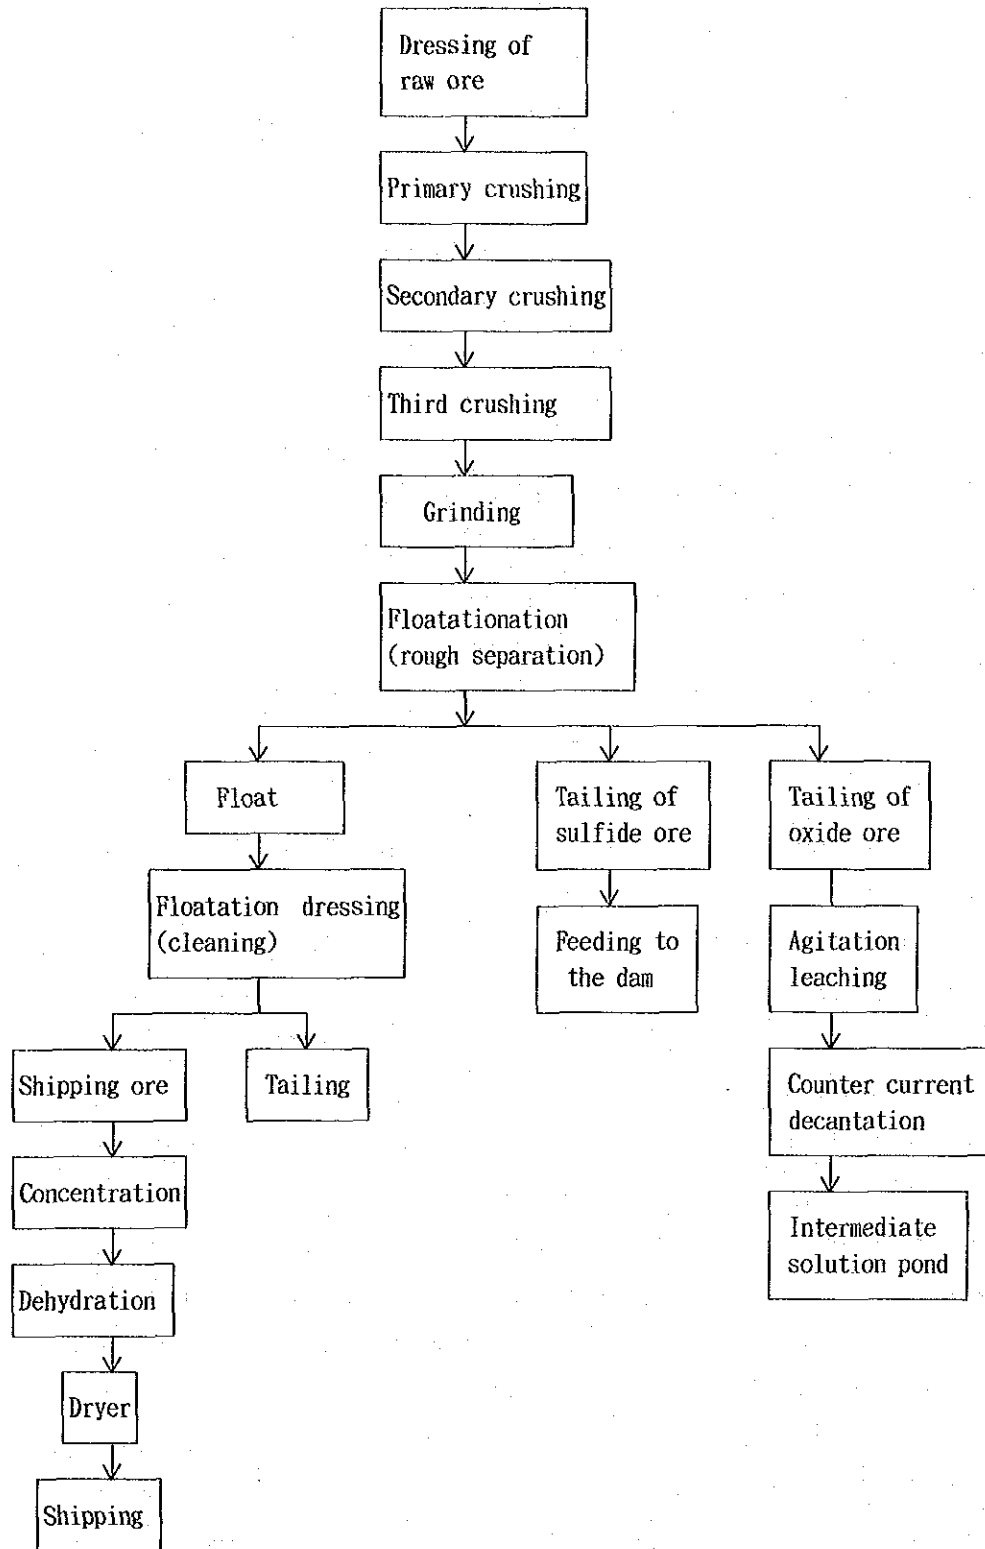 Dressing of
raw ore
Primary crushing
Secondary crushing
Third crushing
Grinding
Floatationation
(rough separation)
Float
Tailing of
sulfide ore
Tailing of
oxide ore
Floatation dressing
(cleaning)
Feeding to
the dam
Agitation
leaching
Shipping ore
Tailing
Counter current
decantation
Concentration
Intermediate
solution pond
Dehydration
Dryer
Shipping